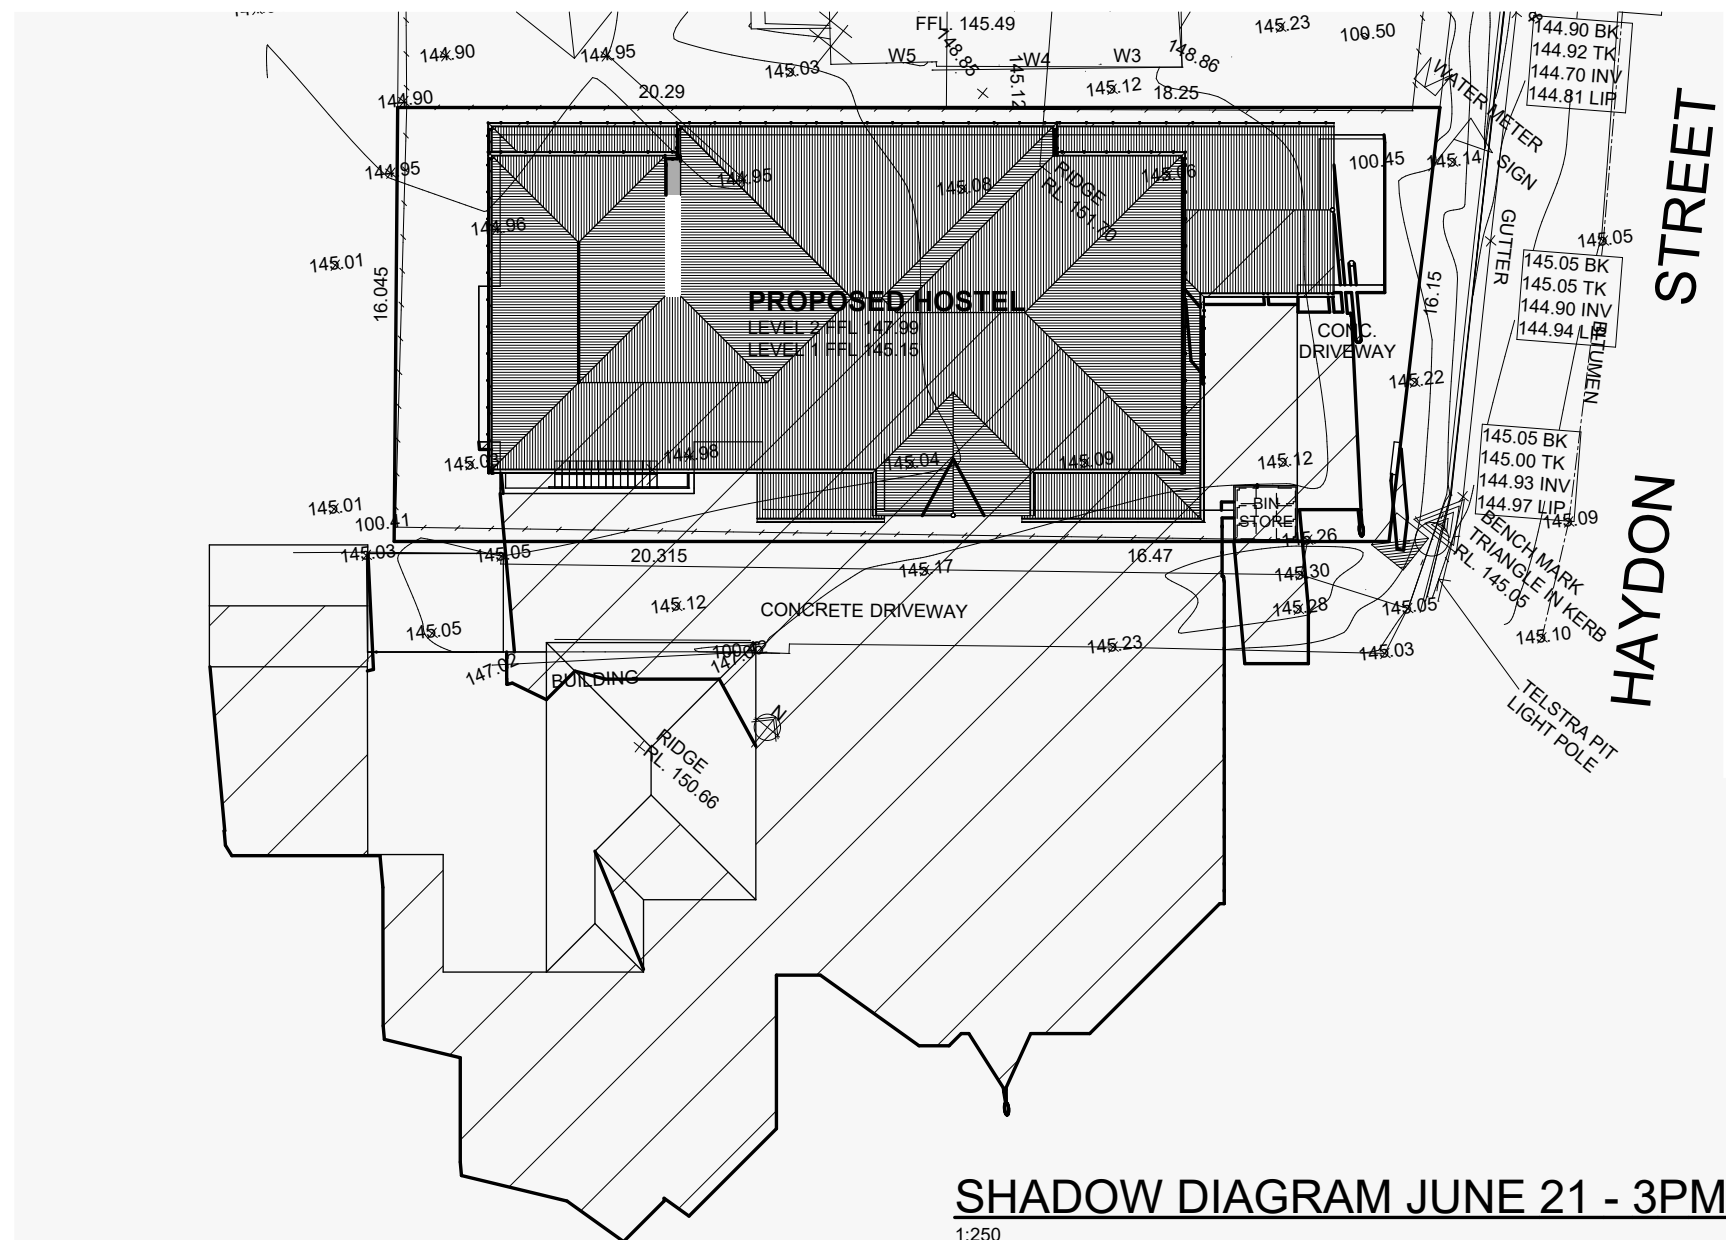 FFL. 145.49
145.23
100.50
144.90
144.95
145.03
W5
148.85
145.12
W4
W3
148.86
145.12
144.90 BK
144.92 TK
144.70 INV
144.81 LIP
144.90
20.29
18.25
WATER METER
SIGN
STREET
144.95
144.95
145.08
RIDGE
RL. 151.70
145.06
100.45
145.14
144.96
145.01
16.045
GUTTER
145.05
145.05 BK
145.05 TK
144.90 INV
144.94 LIP
BITUMEN
16.15
PROPOSED HOSTEL
LEVEL 2 FFL 147.99
LEVEL 1 FFL 145.15
CONC.
DRIVEWAY
145.22
145.05 BK
145.00 TK
144.93 INV
144.97 LIP
145.09
144.98
145.04
145.09
145.12
145.01
100.41
BIN
STORE
145.26
BENCH MARK
TRIANGLE IN KERB
RL. 145.05
HAYDON
145.03
145.05
20.315
145.17
16.47
145.30
145.12
CONCRETE DRIVEWAY
145.28
145.05
145.05
145.10
145.23
145.03
147.02
BUILDING
N
RIDGE
RL. 150.66
TELSTRA PIT
LIGHT POLE
SHADOW DIAGRAM JUNE 21 - 3PM
1:250